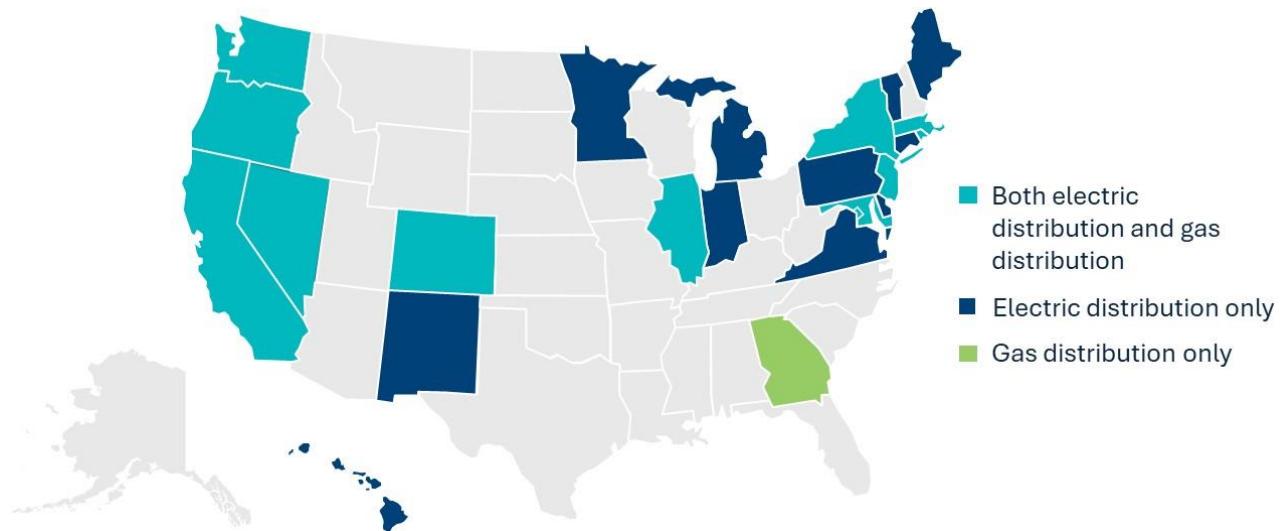 Both electric
distribution and gas
distribution
Electric distribution only
Gas distribution only